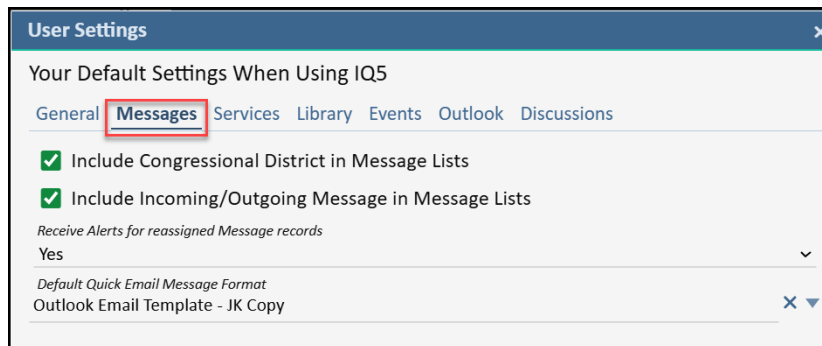 User Settings
Your Default Settings When Using IQ5
General Messages Services Library Events Outlook Discussions
Include Congressional District in Message Lists
Include Incoming/Outgoing Message in Message Lists
Receive Alerts for reassigned Message records
Yes
Default Quick Email Message Format
Outlook Email Template - JK Copy